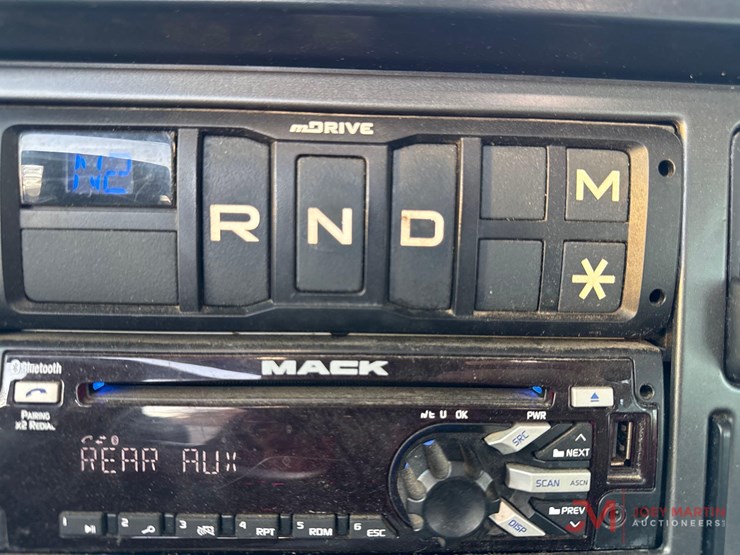 mDRIVE
N2
R N D M
*
Bluetooth
MACK
PAIRING
X2 REDIAL
PWR
SRC
NEXT
REAR AUX
SCAN ASCN
PREV
DISP
1 2 3 4 RPT 5 RDM 6 ESC
JOEY MARTIN
AUCTIONEERS